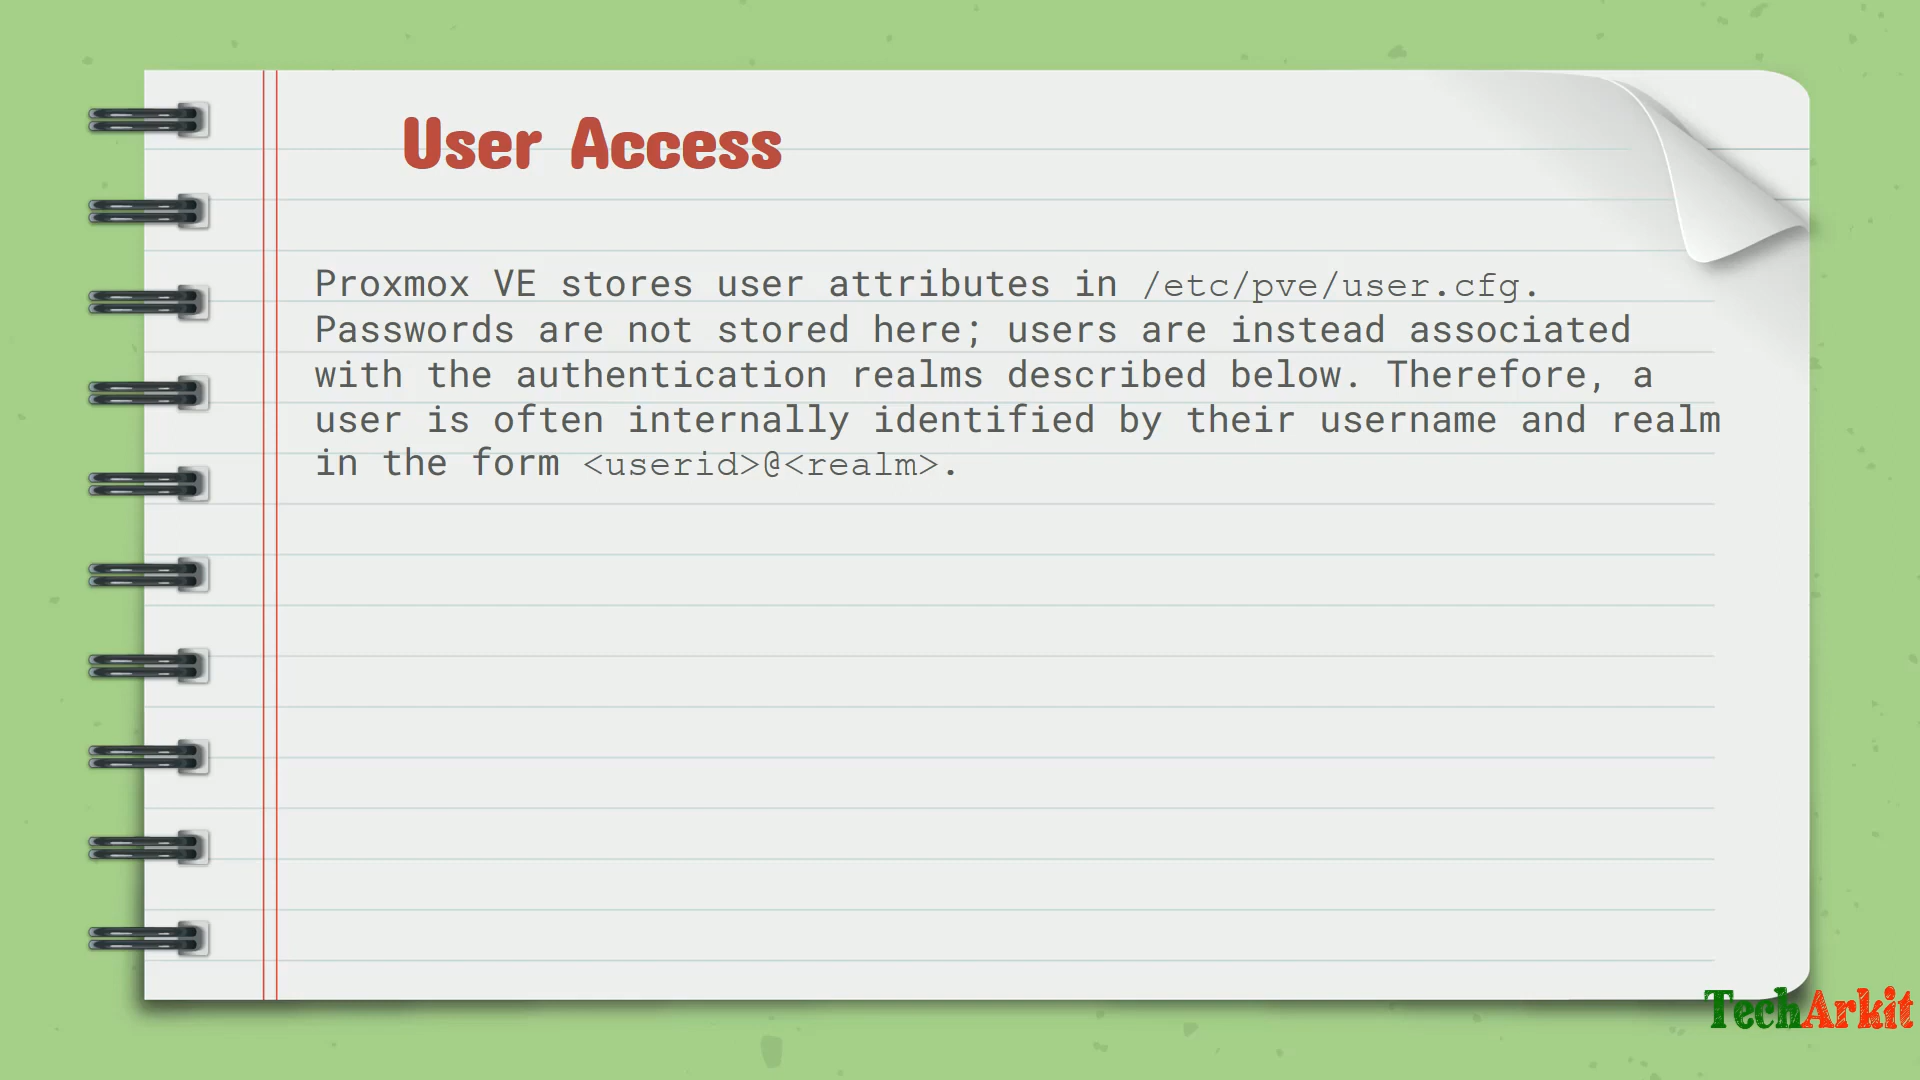 User Access
Proxmox VE stores user attributes in /etc/pve/user.cfg.
Passwords are not stored here; users are instead associated
with the authentication realms described below. Therefore, a
user is often internally identified by their username and realm
in the form <userid>@<realm>.
TechArkit